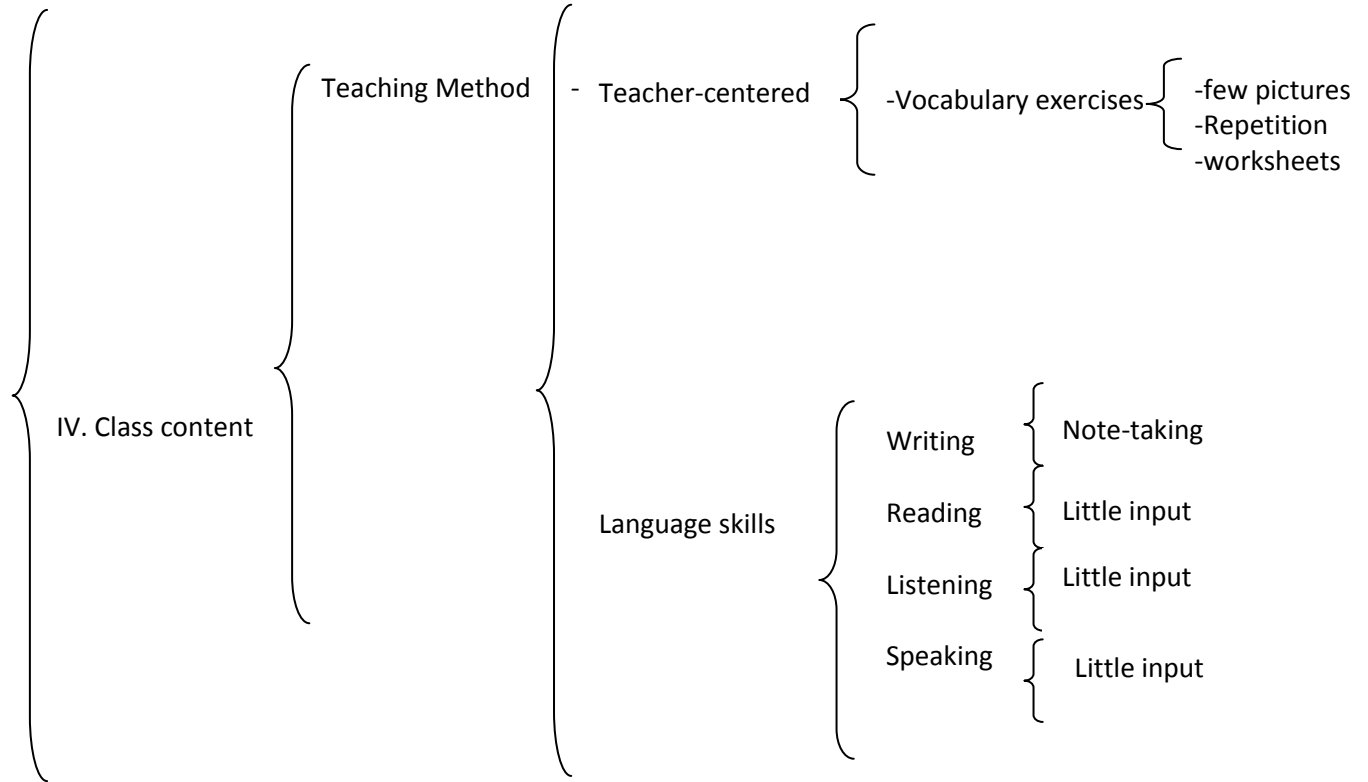 Teaching Method - Teacher-centered -Vocabulary exercises -few pictures
-Repetition
-worksheets
IV. Class content
Language skills
Writing Note-taking
Reading Little input
Listening Little input
Speaking Little input